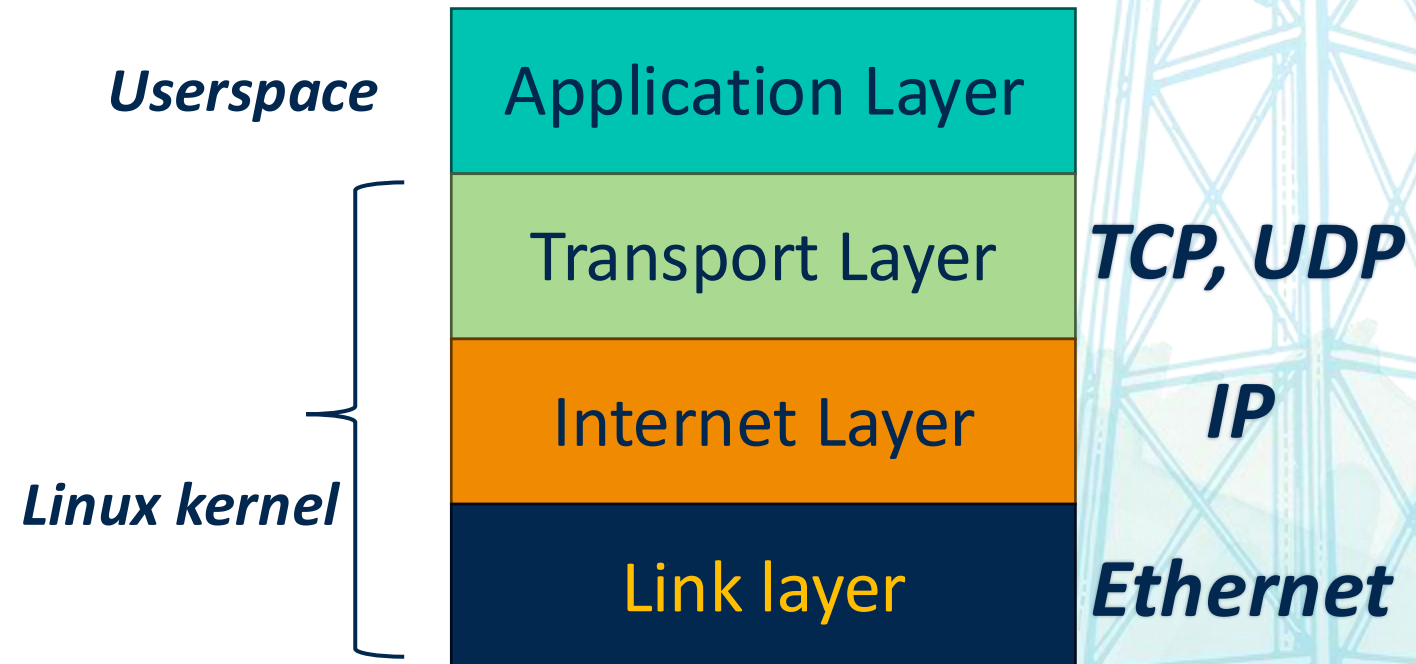 Userspace
Application Layer
Transport Layer
TCP, UDP
Internet Layer
IP
Linux kernel
Link layer
Ethernet